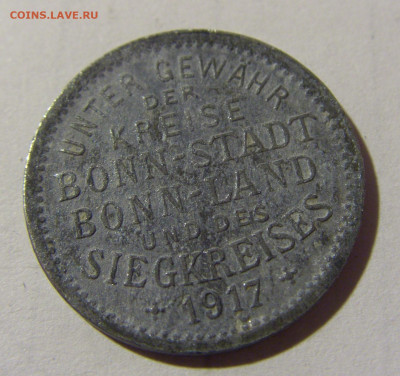 COINS.LAVE.RU
UNTER GEWÄHR
DER
KREISE
BONN-STADT
BONN-LAND
UND DES
SIEGKREISES
1917